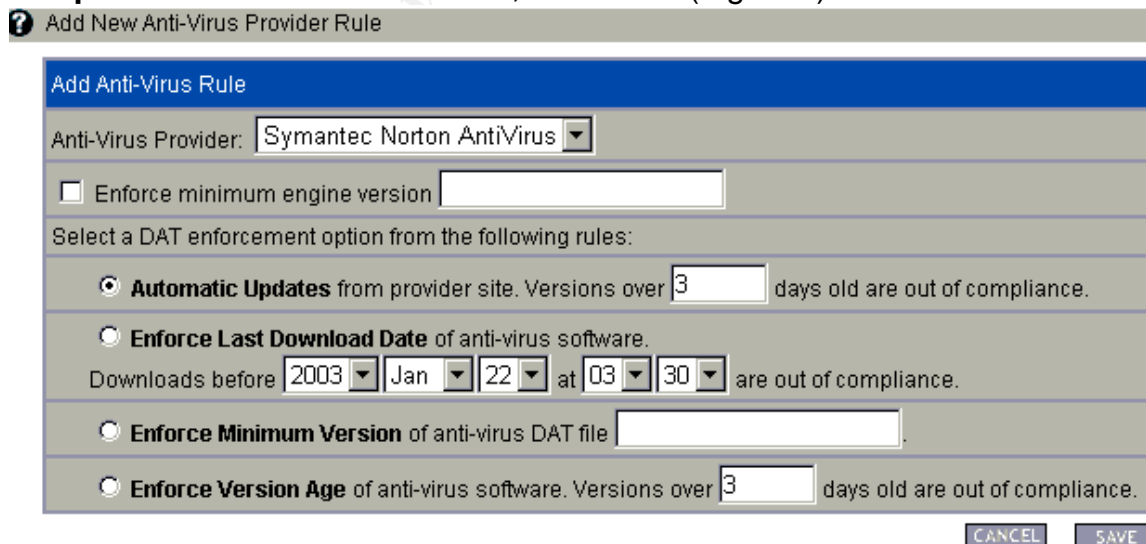 Add New Anti-Virus Provider Rule
Add Anti-Virus Rule
Anti-Virus Provider: Symantec Norton AntiVirus
Enforce minimum engine version
Select a DAT enforcement option from the following rules:
Automatic Updates from provider site. Versions over 3 days old are out of compliance.
Enforce Last Download Date of anti-virus software.
Downloads before 2003 Jan 22 at 03 30 are out of compliance.
Enforce Minimum Version of anti-virus DAT file .
Enforce Version Age of anti-virus software. Versions over 3 days old are out of compliance.
CANCEL SAVE